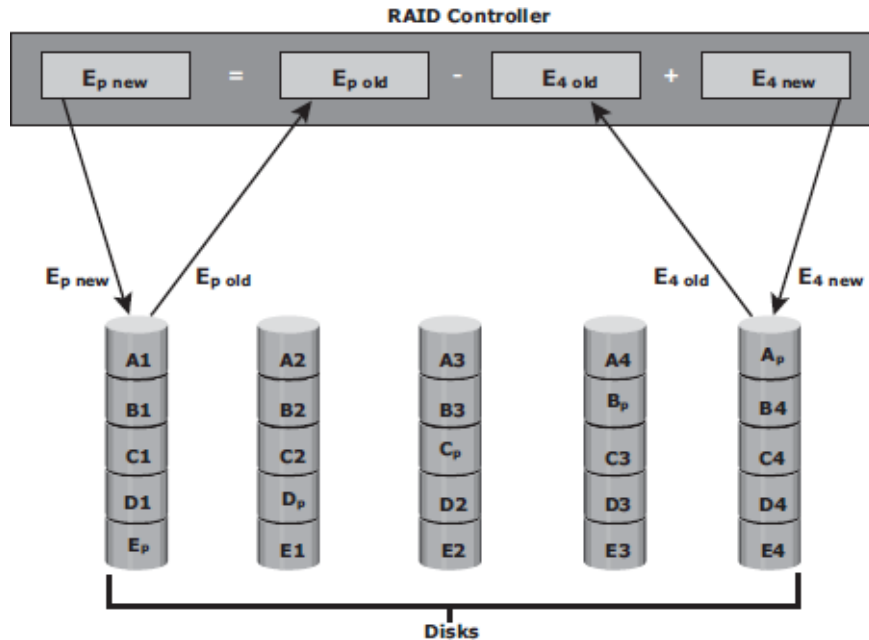 RAID Controller
Ep new = Ep old - E4 old + E4 new
Ep new Ep old E4 old E4 new
A1 A2 A3 A4 Ap
B1 B2 B3 Bp B4
C1 C2 Cp C3 C4
D1 Dp D2 D3 D4
Ep E1 E2 E3 E4
Disks